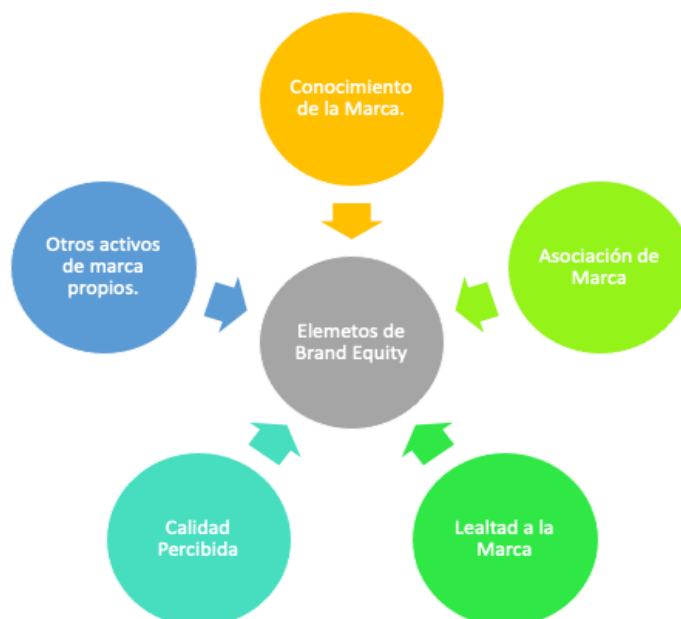 Conocimiento
de la Marca.
Otros activos
de marca
propios.
Asociación de
Marca
Elemetos de
Brand Equity
Calidad
Percibida
Lealtad a la
Marca